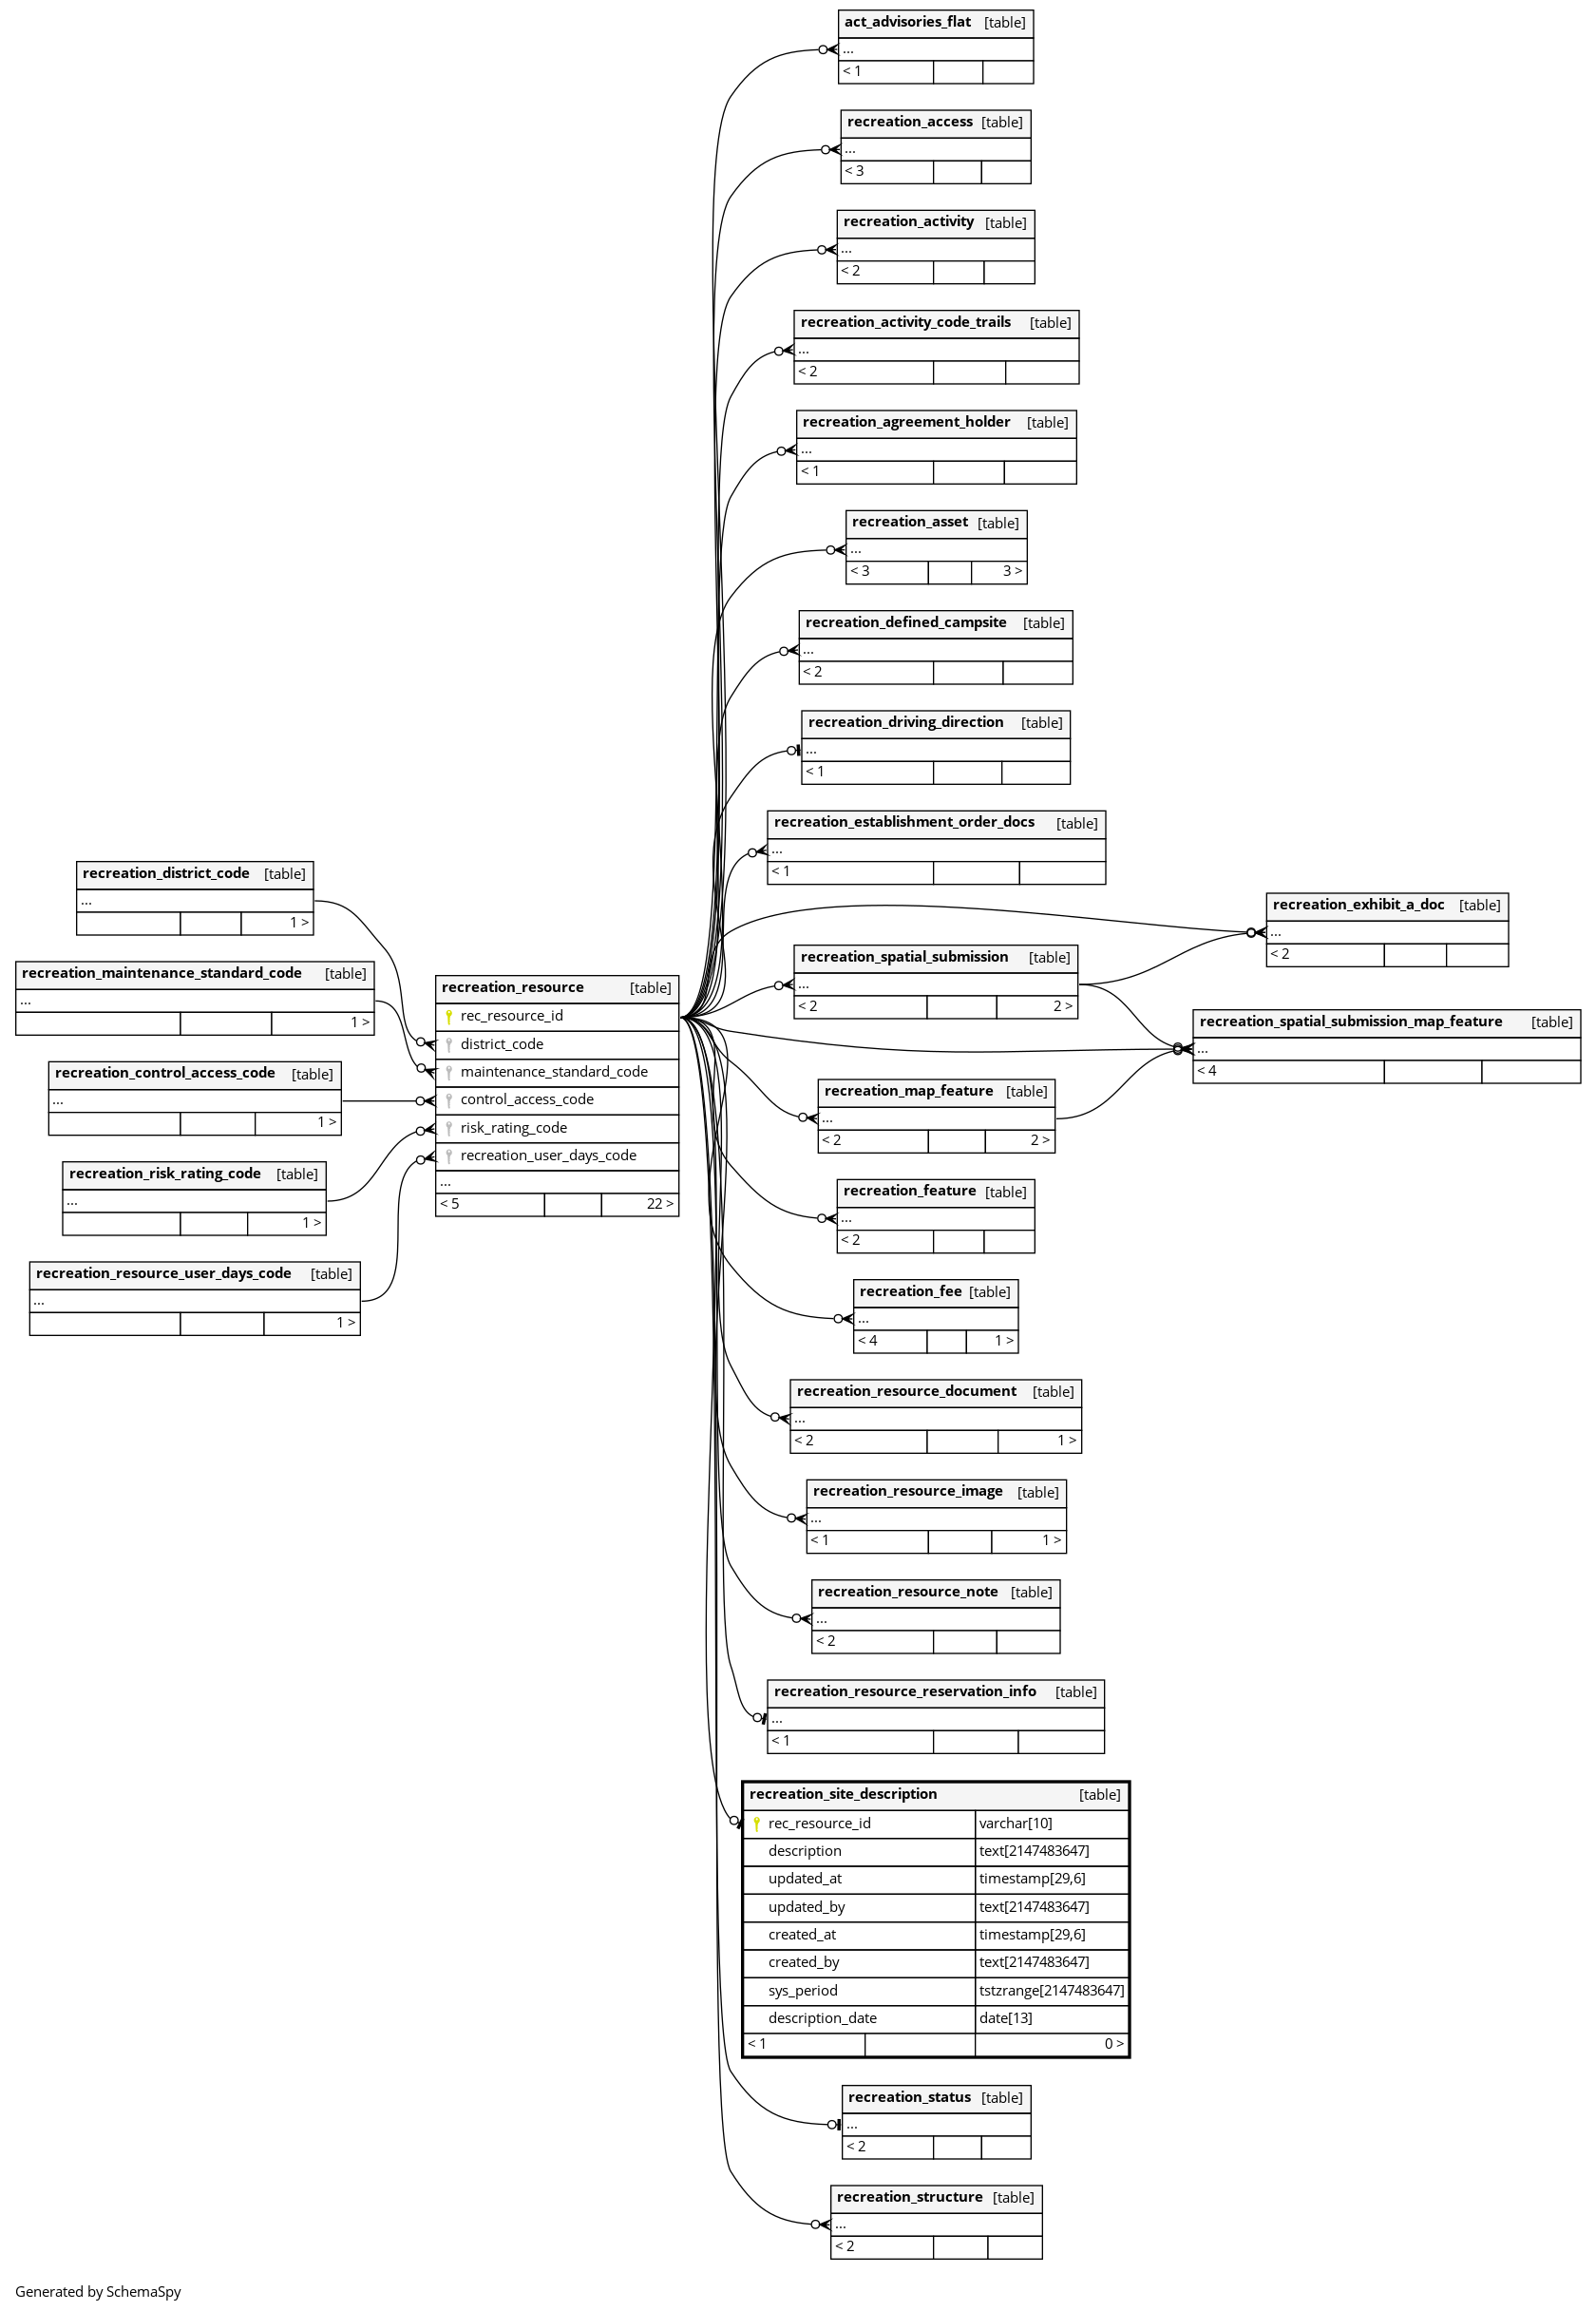 act_advisories_flat [table]
...
< 1
recreation_access [table]
...
< 3
recreation_activity [table]
...
< 2
recreation_activity_code_trails [table]
...
< 2
recreation_agreement_holder [table]
...
< 1
recreation_asset [table]
...
< 3 3 >
recreation_defined_campsite [table]
...
< 2
recreation_driving_direction [table]
...
< 1
recreation_establishment_order_docs [table]
...
< 1
recreation_district_code [table]
...
1 >
recreation_maintenance_standard_code [table]
...
1 >
recreation_control_access_code [table]
...
1 >
recreation_risk_rating_code [table]
...
1 >
recreation_resource_user_days_code [table]
...
1 >
recreation_resource [table]
rec_resource_id
district_code
maintenance_standard_code
control_access_code
risk_rating_code
recreation_user_days_code
...
< 5 22 >
recreation_exhibit_a_doc [table]
...
< 2
recreation_spatial_submission [table]
...
< 2 2 >
recreation_spatial_submission_map_feature [table]
...
< 4
recreation_map_feature [table]
...
< 2 2 >
recreation_feature [table]
...
< 2
recreation_fee [table]
...
< 4 1 >
recreation_resource_document [table]
...
< 2 1 >
recreation_resource_image [table]
...
< 1 1 >
recreation_resource_note [table]
...
< 2
recreation_resource_reservation_info [table]
...
< 1
recreation_site_description [table]
rec_resource_id varchar[10]
description text[2147483647]
updated_at timestamp[29,6]
updated_by text[2147483647]
created_at timestamp[29,6]
created_by text[2147483647]
sys_period tstzrange[2147483647]
description_date date[13]
< 1 0 >
recreation_status [table]
...
< 2
recreation_structure [table]
...
< 2
Generated by SchemaSpy